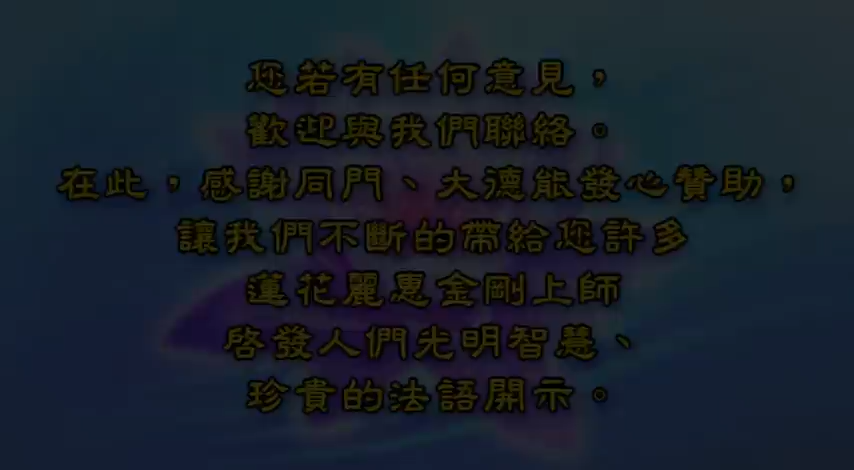 您若有任何意見，
歡迎與我們聯絡。
在此，感謝同門、大德能發心贊助，
讓我們不斷的帶給您許多
蓮花麗惠金剛上師
啓發人們光明智慧、
珍貴的法語開示。